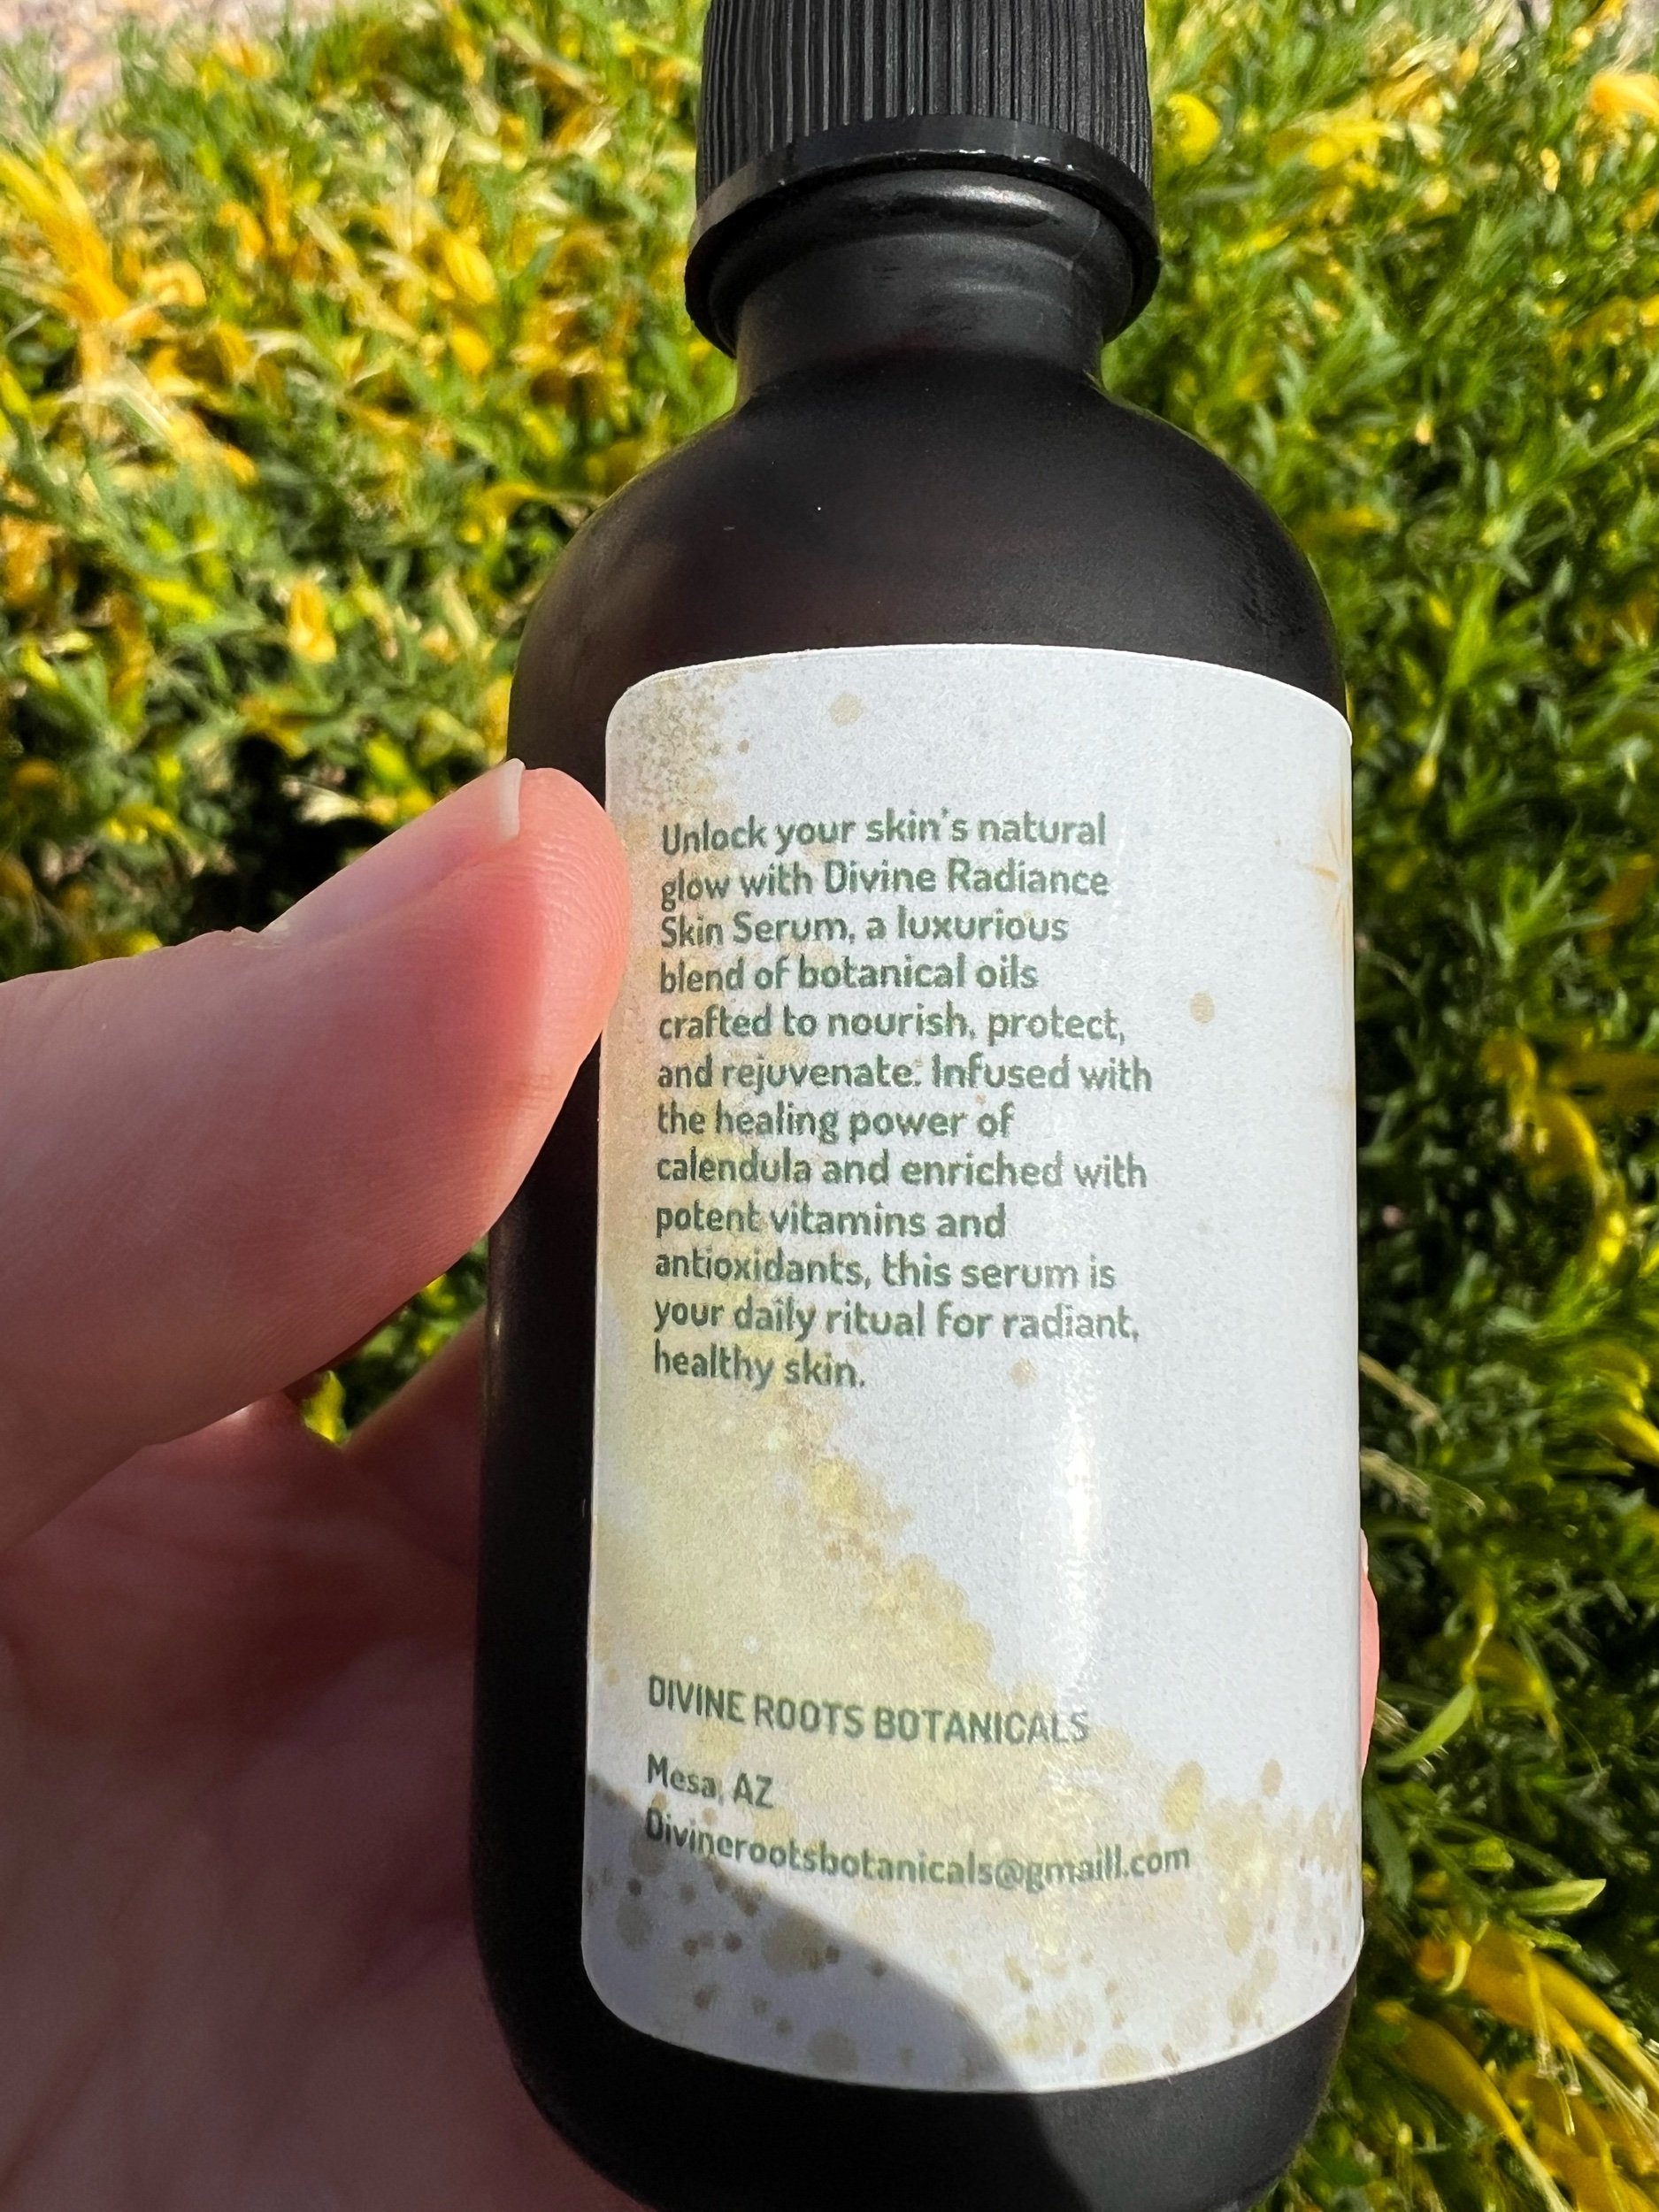 Unlock your skin's natural
glow with Divine Radiance
Skin Serum, a luxurious
blend of botanical oils
crafted to nourish, protect,
and rejuvenate. Infused with
the healing power of
calendula and enriched with
potent vitamins and
antioxidants, this serum is
your daily ritual for radiant,
healthy skin.
DIVINE ROOTS BOTANICALS
Mesa, AZ
Divinerootsbotanicals@gmaill.com